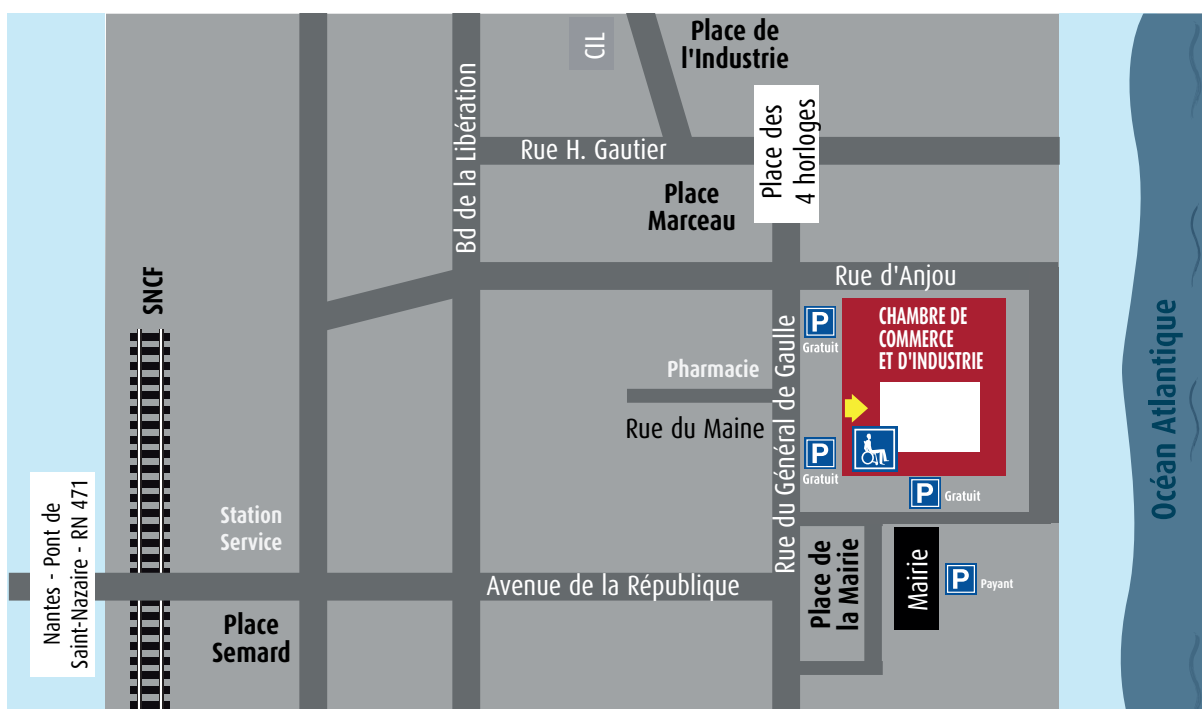 CIL
Place de
l'Industrie
Bd de la Libération
Place des
4 horloges
Rue H. Gautier
Place
Marceau
SNCF
Rue d'Anjou
P
Gratuit
CHAMBRE DE
COMMERCE
ET D'INDUSTRIE
Rue du Général de Gaulle
Pharmacie
Rue du Maine
P
Gratuit
P
Gratuit
Océan Atlantique
Nantes - Pont de
Saint-Nazaire - RN 471
Station
Service
Avenue de la République
Place de
la Mairie
Mairie
P
Payant
Place
Semard